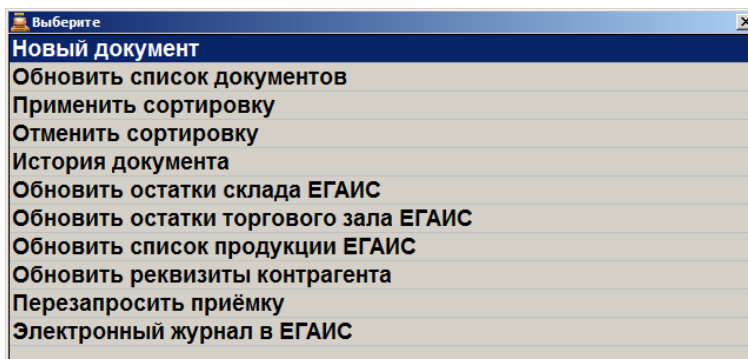 Выберите
Новый документ
Обновить список документов
Применить сортировку
Отменить сортировку
История документа
Обновить остатки склада ЕГАИС
Обновить остатки торгового зала ЕГАИС
Обновить список продукции ЕГАИС
Обновить реквизиты контрагента
Перезапросить приёмку
Электронный журнал в ЕГАИС